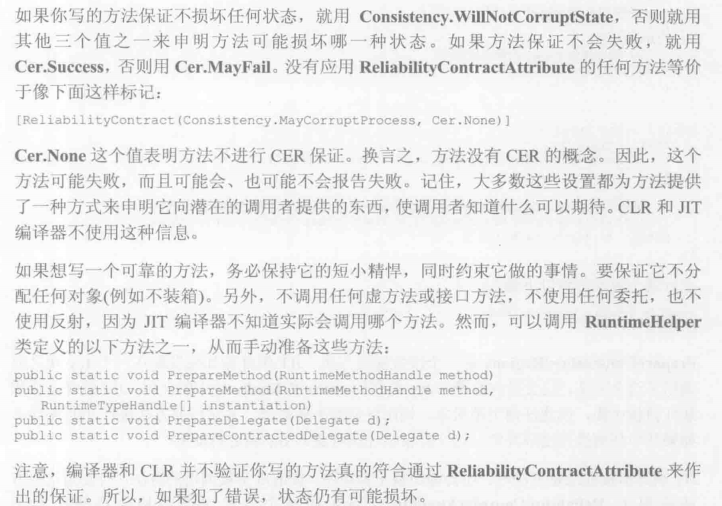 如果你写的方法保证不损坏任何状态，就用 Consistency.WillNotCorruptState，否则就用
其他三个值之一来申明方法可能损坏哪一种状态。如果方法保证不会失败，就用
Cer.Success，否则用 Cer.MayFail。没有应用 ReliabilityContractAttribute 的任何方法等价
于像下面这样标记：
[ReliabilityContract(Consistency.MayCorruptProcess, Cer.None)]
Cer.None 这个值表明方法不进行 CER 保证。换言之，方法没有 CER 的概念。因此，这个
方法可能失败，而且可能会、也可能不会报告失败。记住，大多数这些设置都为方法提供
了一种方式来申明它向潜在的调用者提供的东西，使调用者知道什么可以期待。CLR 和 JIT
编译器不使用这种信息。
如果想写一个可靠的方法，务必保持它的短小精悍，同时约束它做的事情。要保证它不分
配任何对象(例如不装箱)。另外，不调用任何虚方法或接口方法，不使用任何委托，也不
使用反射，因为 JIT 编译器不知道实际会调用哪个方法。然而，可以调用 RuntimeHelper
类定义的以下方法之一，从而手动准备这些方法：
public static void PrepareMethod(RuntimeMethodHandle method)
public static void PrepareMethod(RuntimeMethodHandle method,
RuntimeTypeHandle[] instantiation)
public static void PrepareDelegate(Delegate d);
public static void PrepareContractedDelegate(Delegate d);
注意，编译器和 CLR 并不验证你写的方法真的符合通过 ReliabilityContractAttribute 来作
出的保证。所以，如果犯了错误，状态仍有可能损坏。